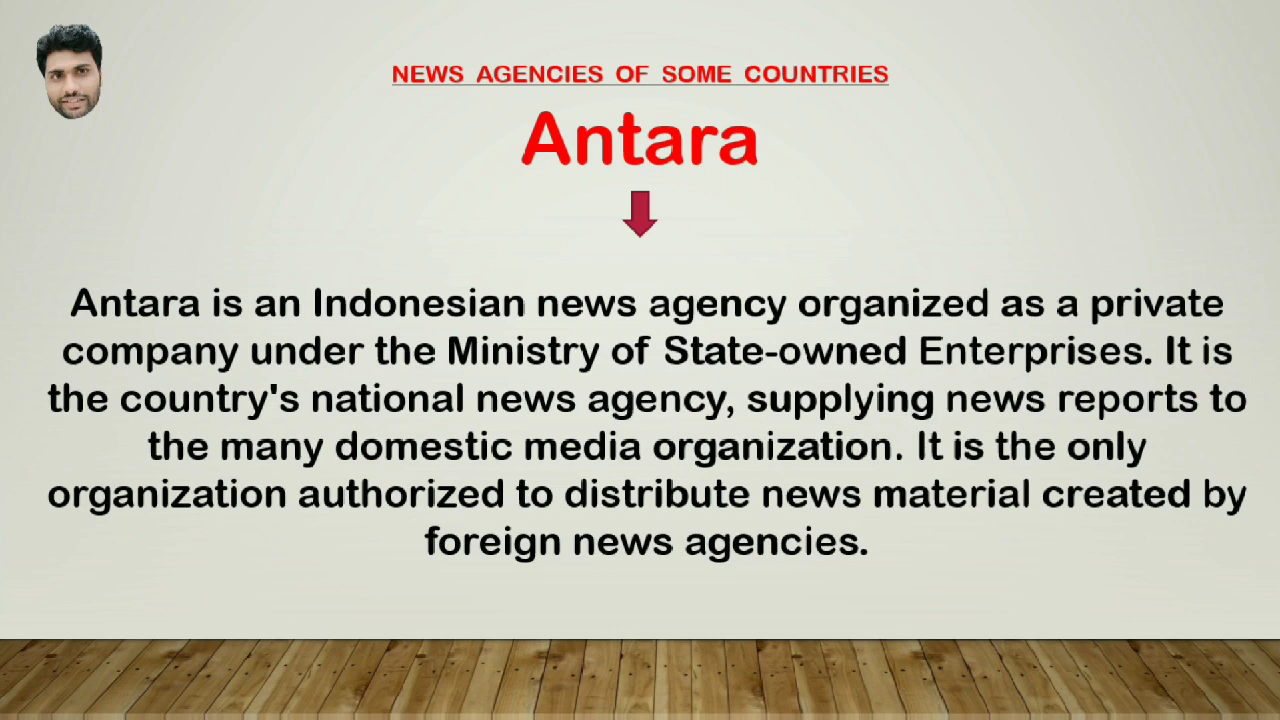 NEWS AGENCIES OF SOME COUNTRIES
Antara
Antara is an Indonesian news agency organized as a private
company under the Ministry of State-owned Enterprises. It is
the country's national news agency, supplying news reports to
the many domestic media organization. It is the only
organization authorized to distribute news material created by
foreign news agencies.